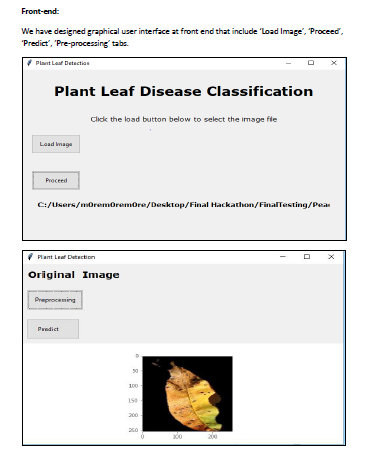 Front-end:
We have designed graphical user interface at front end that include 'Load Image', 'Proceed',
'Predict', 'Pre-processing' tabs.
Plant Leaf Detection
Plant Leaf Disease Classification
Click the load button below to select the image file
Load Image
Proceed
C:/Users/m0rem0rem0re/Desktop/Final Hackathon/FinalTesting/Pea
Plant Leaf Detection
Original Image
Preprocessing
Predict
0
50
100
150
200
250
0 100 200